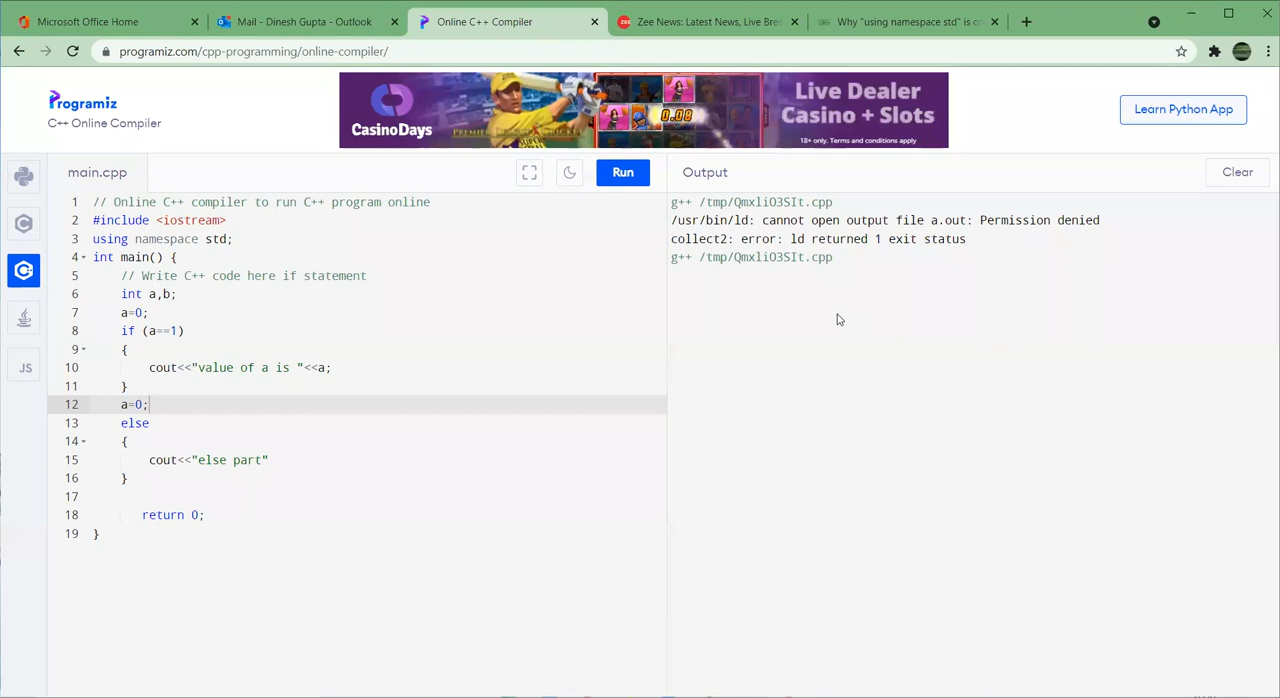 Microsoft Office Home
Mail - Dinesh Gupta - Outlook
Online C++ Compiler
Zee News: Latest News, Live Brea
Why "using namespace std" is co
programiz.com/cpp-programming/online-compiler/
Programiz
C++ Online Compiler
CasinoDays
PREMIER
CRICKET
0.08
Live Dealer
Casino + Slots
18+ only. Terms and conditions apply
Learn Python App
main.cpp
Run
Output
Clear
JS
1 // Online C++ compiler to run C++ program online
2 #include <iostream>
3 using namespace std;
4 int main() {
5 // Write C++ code here if statement
6 int a,b;
7 a=0;
8 if (a==1)
9 {
10 cout<<"value of a is "<<a;
11 }
12 a=0;
13 else
14 {
15 cout<<"else part"
16 }
17
18 return 0;
19 }
g++ /tmp/QmxliO3SIt.cpp
/usr/bin/ld: cannot open output file a.out: Permission denied
collect2: error: ld returned 1 exit status
g++ /tmp/QmxliO3SIt.cpp